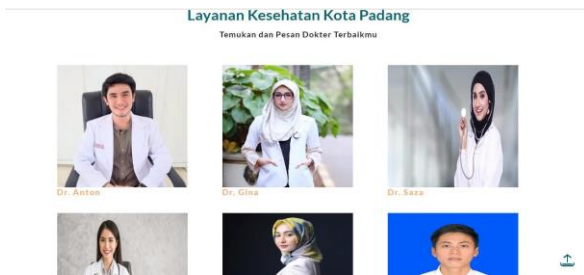 Layanan Kesehatan Kota Padang
Temukan dan Pesan Dokter Terbaikmu
Dr. Anton
Dr. Gina
Dr. Saza